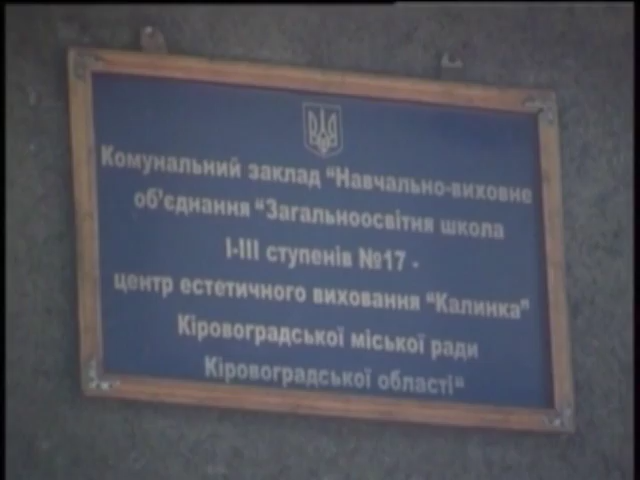 Комунальний заклад "Навчально-виховне
об'єднання "Загальноосвітня школа
І-ІІІ ступенів №17 -
центр естетичного виховання "Калинка"
Кіровоградської міської ради
Кіровоградської області"